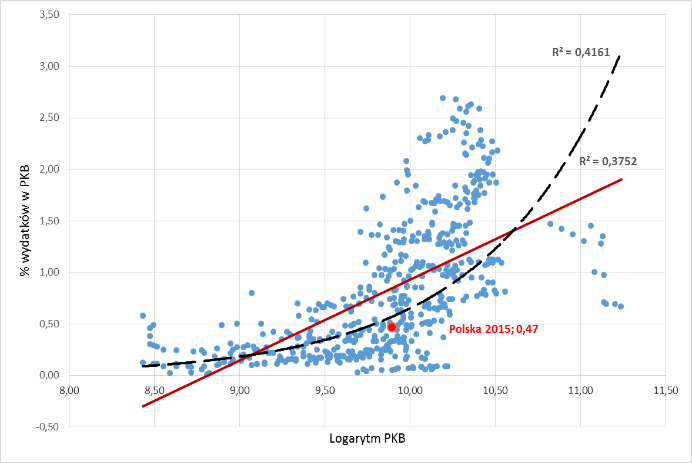 3,50
3,00
2,50
2,00
1,50
1,00
0,50
0,00
-0,50
% wydatków w PKB
R² = 0,4161
R² = 0,3752
Polska 2015; 0,47
8,00 8,50 9,00 9,50 10,00 10,50 11,00 11,50
Logarytm PKB